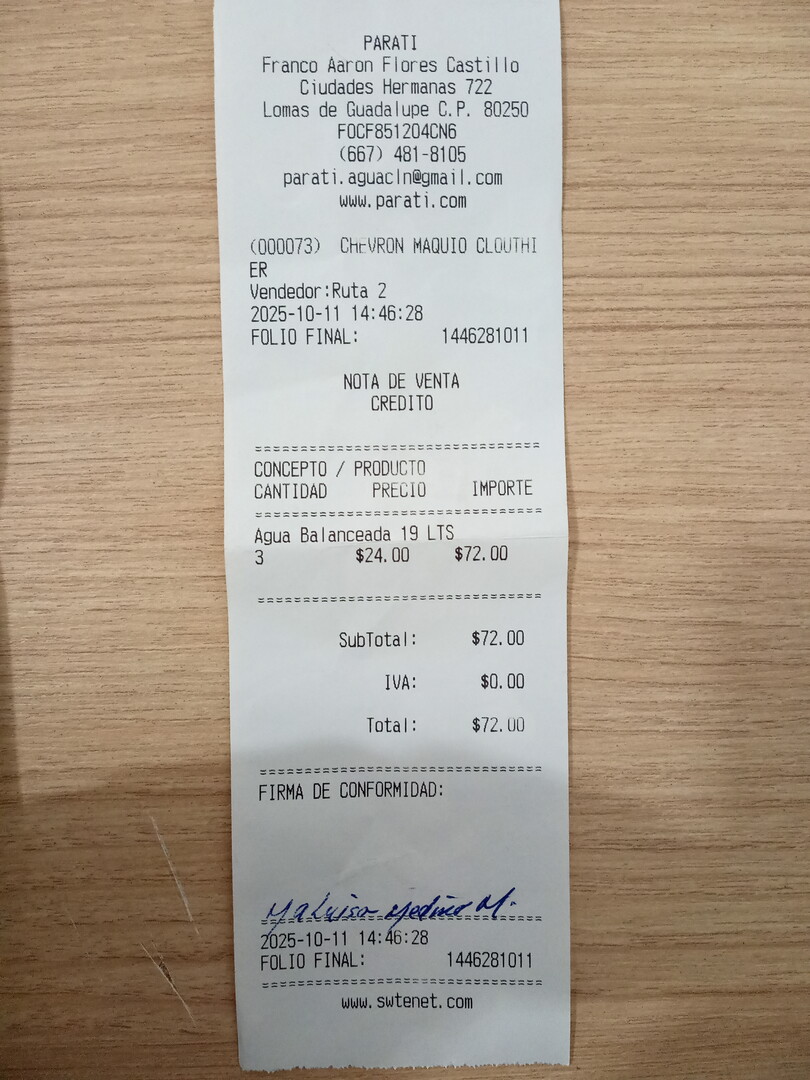 PARATI
Franco Aaron Flores Castillo
Ciudades Hermanas 722
Lomas de Guadalupe C.P. 80250
FOCF851204CN6
(667) 481-8105
parati.aguacln@gmail.com
www.parati.com
(000073) CHEVRON MAQUIO CLOUTHI
ER
Vendedor:Ruta 2
2025-10-11 14:46:28
FOLIO FINAL: 1446281011
NOTA DE VENTA
CREDITO
==============================
CONCEPTO / PRODUCTO
CANTIDAD PRECIO IMPORTE
==============================
Agua Balanceada 19 LTS
3 $24.00 $72.00
==============================
SubTotal: $72.00
IVA: $0.00
Total: $72.00
==============================
FIRMA DE CONFORMIDAD:
Ma Luisa Medina M.
==============================
2025-10-11 14:46:28
FOLIO FINAL: 1446281011
==============================
www.swtenet.com